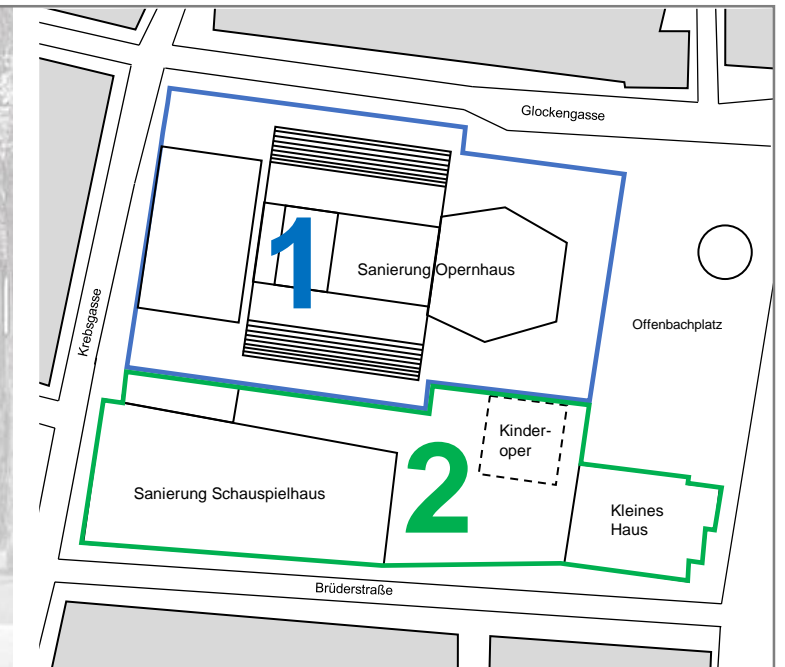 Glockengasse
1
Sanierung Opernhaus
Offenbachplatz
Krebsgasse
Kinder-
oper
2
Sanierung Schauspielhaus
Kleines
Haus
Brüderstraße